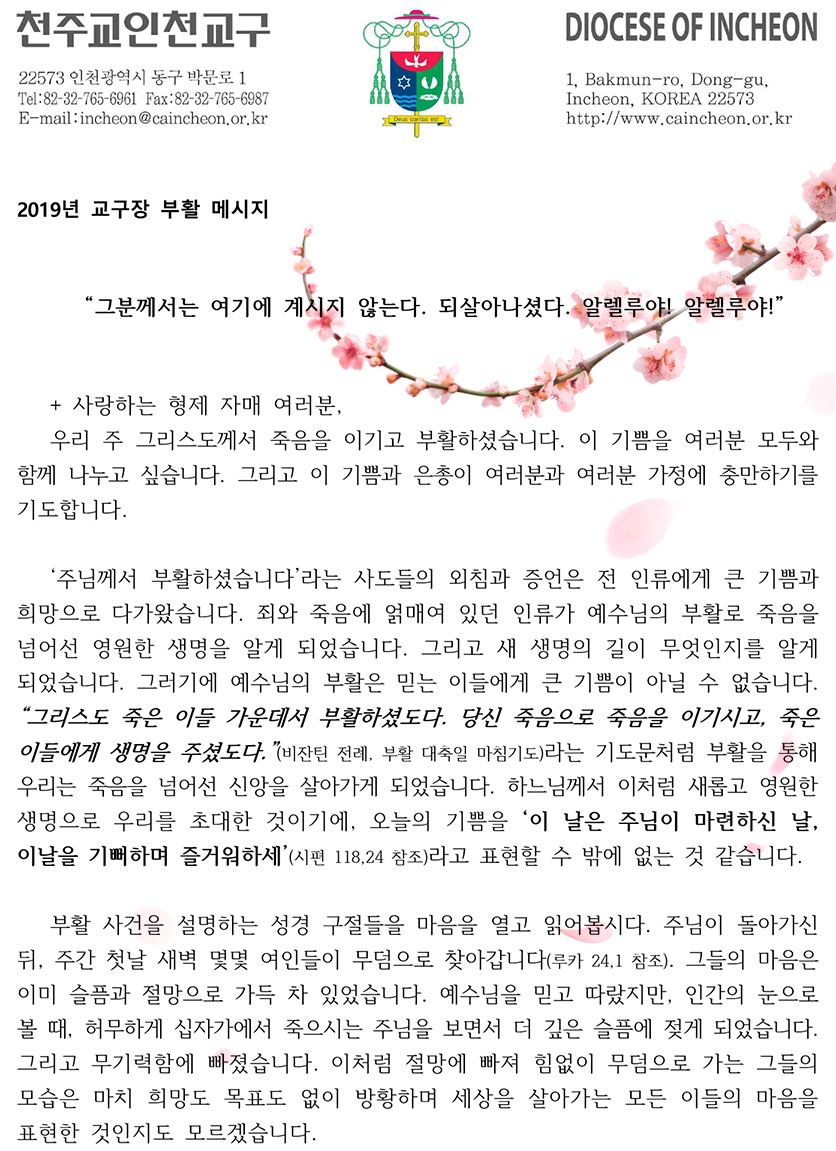 천주교인천교구
22573 인천광역시 동구 박문로 1
Tel:82-32-765-6961 Fax:82-32-765-6987
E-mail:incheon@caincheon.or.kr
Deus caritas est
DIOCESE OF INCHEON
1, Bakmun-ro, Dong-gu,
Incheon, KOREA 22573
http://www.caincheon.or.kr
2019년 교구장 부활 메시지
“그분께서는 여기에 계시지 않는다. 되살아나셨다. 알렐루야! 알렐루야!”
+ 사랑하는 형제 자매 여러분,
우리 주 그리스도께서 죽음을 이기고 부활하셨습니다. 이 기쁨을 여러분 모두와
함께 나누고 싶습니다. 그리고 이 기쁨과 은총이 여러분과 여러분 가정에 충만하기를
기도합니다.
‘주님께서 부활하셨습니다’라는 사도들의 외침과 증언은 전 인류에게 큰 기쁨과
희망으로 다가왔습니다. 죄와 죽음에 얽매여 있던 인류가 예수님의 부활로 죽음을
넘어선 영원한 생명을 알게 되었습니다. 그리고 새 생명의 길이 무엇인지를 알게
되었습니다. 그러기에 예수님의 부활은 믿는 이들에게 큰 기쁨이 아닐 수 없습니다.
“그리스도 죽은 이들 가운데서 부활하셨도다. 당신 죽음으로 죽음을 이기시고, 죽은
이들에게 생명을 주셨도다.”(비잔틴 전례, 부활 대축일 마침기도)라는 기도문처럼 부활을 통해
우리는 죽음을 넘어선 신앙을 살아가게 되었습니다. 하느님께서 이처럼 새롭고 영원한
생명으로 우리를 초대한 것이기에, 오늘의 기쁨을 ‘이 날은 주님이 마련하신 날,
이날을 기뻐하며 즐거워하세’(시편 118,24 참조)라고 표현할 수 밖에 없는 것 같습니다.
부활 사건을 설명하는 성경 구절들을 마음을 열고 읽어봅시다. 주님이 돌아가신
뒤, 주간 첫날 새벽 몇몇 여인들이 무덤으로 찾아갑니다(루카 24,1 참조). 그들의 마음은
이미 슬픔과 절망으로 가득 차 있었습니다. 예수님을 믿고 따랐지만, 인간의 눈으로
볼 때, 허무하게 십자가에서 죽으시는 주님을 보면서 더 깊은 슬픔에 젖게 되었습니다.
그리고 무기력함에 빠졌습니다. 이처럼 절망에 빠져 힘없이 무덤으로 가는 그들의
모습은 마치 희망도 목표도 없이 방황하며 세상을 살아가는 모든 이들의 마음을
표현한 것인지도 모르겠습니다.